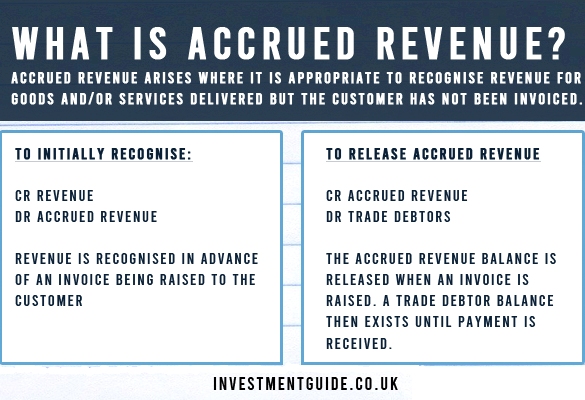 WHAT IS ACCRUED REVENUE?
ACCRUED REVENUE ARISES WHERE IT IS APPROPRIATE TO RECOGNISE REVENUE FOR
GOODS AND/OR SERVICES DELIVERED BUT THE CUSTOMER HAS NOT BEEN INVOICED.
TO INITIALLY RECOGNISE:
CR REVENUE
DR ACCRUED REVENUE
REVENUE IS RECOGNISED IN ADVANCE
OF AN INVOICE BEING RAISED TO THE
CUSTOMER
TO RELEASE ACCRUED REVENUE
CR ACCRUED REVENUE
DR TRADE DEBTORS
THE ACCRUED REVENUE BALANCE IS
RELEASED WHEN AN INVOICE IS
RAISED. A TRADE DEBTOR BALANCE
THEN EXISTS UNTIL PAYMENT IS
RECEIVED.
INVESTMENTGUIDE.CO.UK